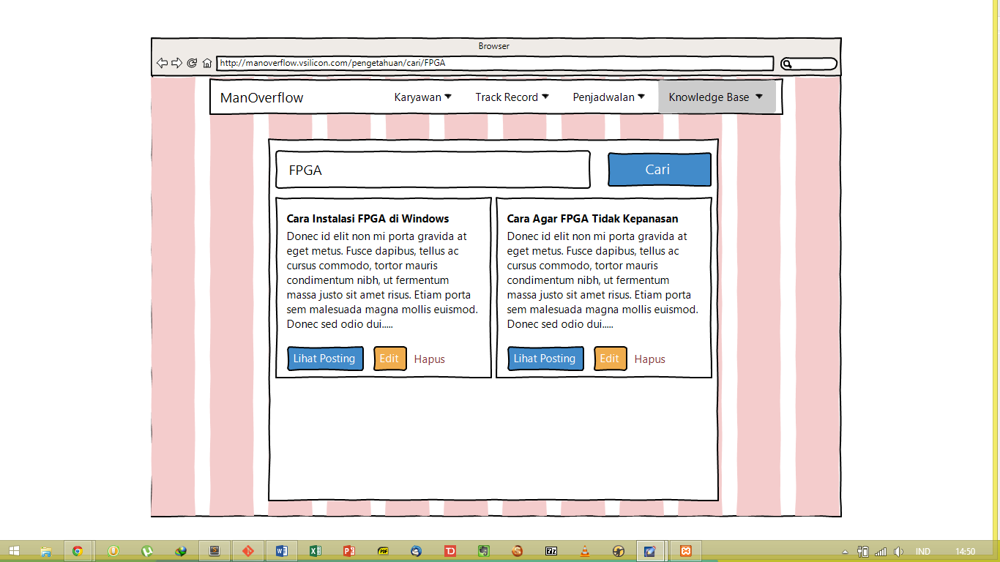 Browser
http://manoverflow.vsilicon.com/pengetahuan/cari/FPGA
ManOverflow Karyawan Track Record Penjadwalan Knowledge Base
FPGA Cari
Cara Instalasi FPGA di Windows
Donec id elit non mi porta gravida at
eget metus. Fusce dapibus, tellus ac
cursus commodo, tortor mauris
condimentum nibh, ut fermentum
massa justo sit amet risus. Etiam porta
sem malesuada magna mollis euismod.
Donec sed odio dui.....
Lihat Posting Edit Hapus
Cara Agar FPGA Tidak Kepanasan
Donec id elit non mi porta gravida at
eget metus. Fusce dapibus, tellus ac
cursus commodo, tortor mauris
condimentum nibh, ut fermentum
massa justo sit amet risus. Etiam porta
sem malesuada magna mollis euismod.
Donec sed odio dui.....
Lihat Posting Edit Hapus
PDF 7z IND 14:50